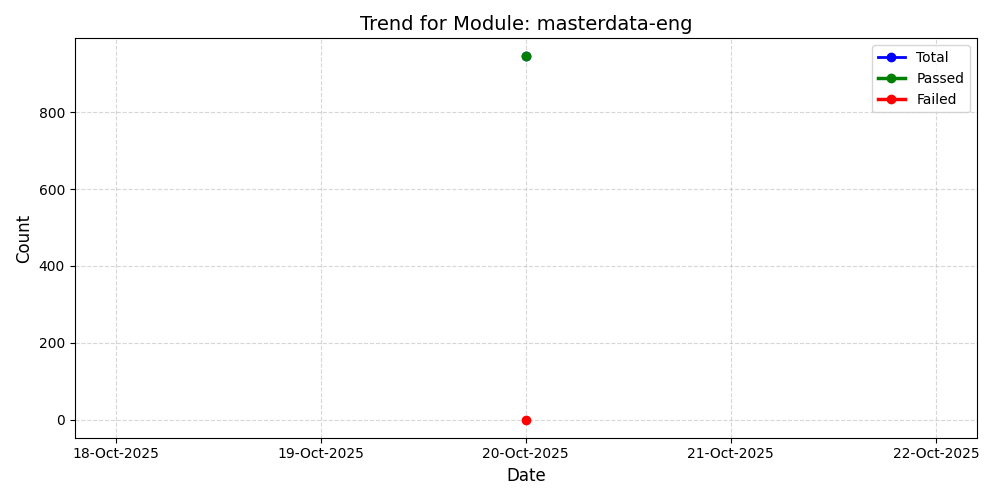 Trend for Module: masterdata-eng
Total
Passed
Failed
Count
800
600
400
200
0
18-Oct-2025
19-Oct-2025
20-Oct-2025
21-Oct-2025
22-Oct-2025
Date